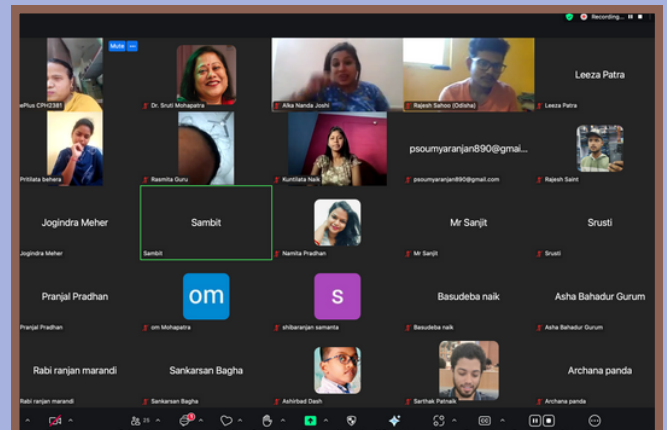 Recording...
Mute
ePlus CPH2381
Dr. Sruti Mohapatra
Alka Nanda Joshi
Rajesh Sahoo (Odisha)
Leeza Patra
Leeza Patra
Pritilata behera
Rasmita Guru
Kuntilata Naik
psoumyaranjan890@gmai...
psoumyaranjan890@gmail.com
Rajesh Saint
Jogindra Meher
Jogindra Meher
Sambit
Sambit
Namita Pradhan
Mr Sanjit
Mr Sanjit
Srusti
Srusti
Pranjal Pradhan
Pranjal Pradhan
om
om Mohapatra
S
shibaranjan samanta
Basudeba naik
Basudeba naik
Asha Bahadur Gurum
Asha Bahadur Gurum
Rabi ranjan marandi
Rabi ranjan marandi
Sankarsan Bagha
Sankarsan Bagha
Ashirbad Dash
Sarthak Patnaik
Archana panda
Archana panda
25
CC